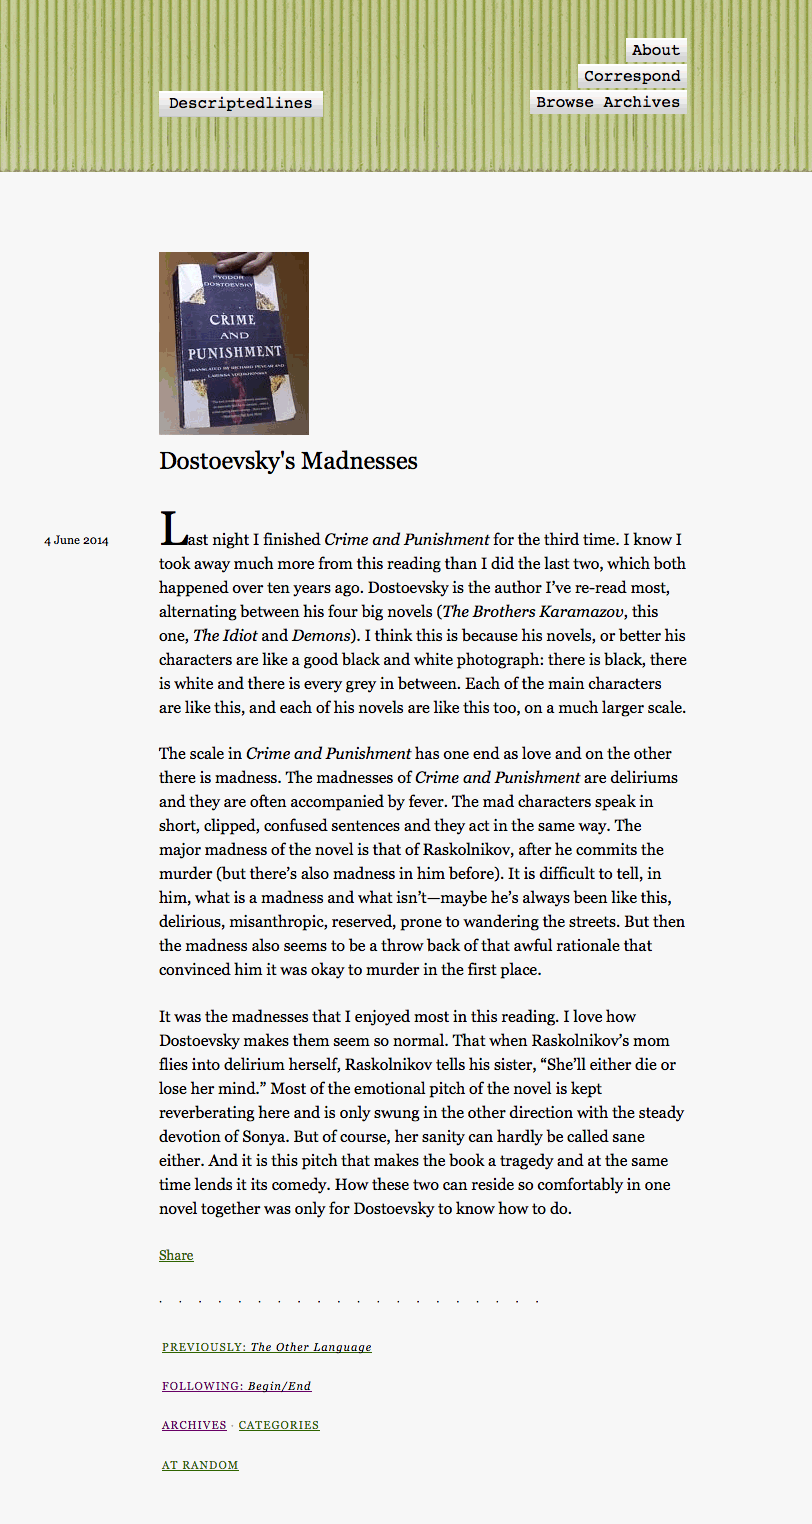 About
Correspond
Descriptedlines
Browse Archives
FYODOR
DOSTOEVSKY
CRIME
AND
PUNISHMENT
TRANSLATED BY RICHARD PEVEAR AND
LARISSA VOLOKHONSKY
Dostoevsky's Madnesses
4 June 2014
Last night I finished Crime and Punishment for the third time. I know I
took away much more from this reading than I did the last two, which both
happened over ten years ago. Dostoevsky is the author I’ve re-read most,
alternating between his four big novels (The Brothers Karamazov, this
one, The Idiot and Demons). I think this is because his novels, or better his
characters are like a good black and white photograph: there is black, there
is white and there is every grey in between. Each of the main characters
are like this, and each of his novels are like this too, on a much larger scale.
The scale in Crime and Punishment has one end as love and on the other
there is madness. The madnesses of Crime and Punishment are deliriums
and they are often accompanied by fever. The mad characters speak in
short, clipped, confused sentences and they act in the same way. The
major madness of the novel is that of Raskolnikov, after he commits the
murder (but there’s also madness in him before). It is difficult to tell, in
him, what is a madness and what isn’t—maybe he’s always been like this,
delirious, misanthropic, reserved, prone to wandering the streets. But then
the madness also seems to be a throw back of that awful rationale that
convinced him it was okay to murder in the first place.
It was the madnesses that I enjoyed most in this reading. I love how
Dostoevsky makes them seem so normal. That when Raskolnikov’s mom
flies into delirium herself, Raskolnikov tells his sister, “She’ll either die or
lose her mind.” Most of the emotional pitch of the novel is kept
reverberating here and is only swung in the other direction with the steady
devotion of Sonya. But of course, her sanity can hardly be called sane
either. And it is this pitch that makes the book a tragedy and at the same
time lends it its comedy. How these two can reside so comfortably in one
novel together was only for Dostoevsky to know how to do.
Share
. . . . . . . . . . . . . . . . . . . .
PREVIOUSLY: The Other Language
FOLLOWING: Begin/End
ARCHIVES · CATEGORIES
AT RANDOM